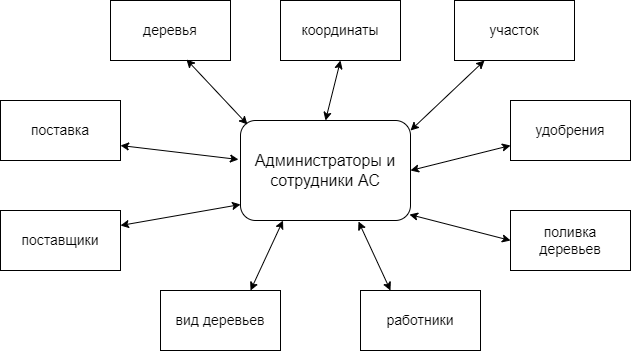 деревья
координаты
участок
поставка
Администраторы и
сотрудники АС
удобрения
поставщики
поливка
деревьев
вид деревьев
работники